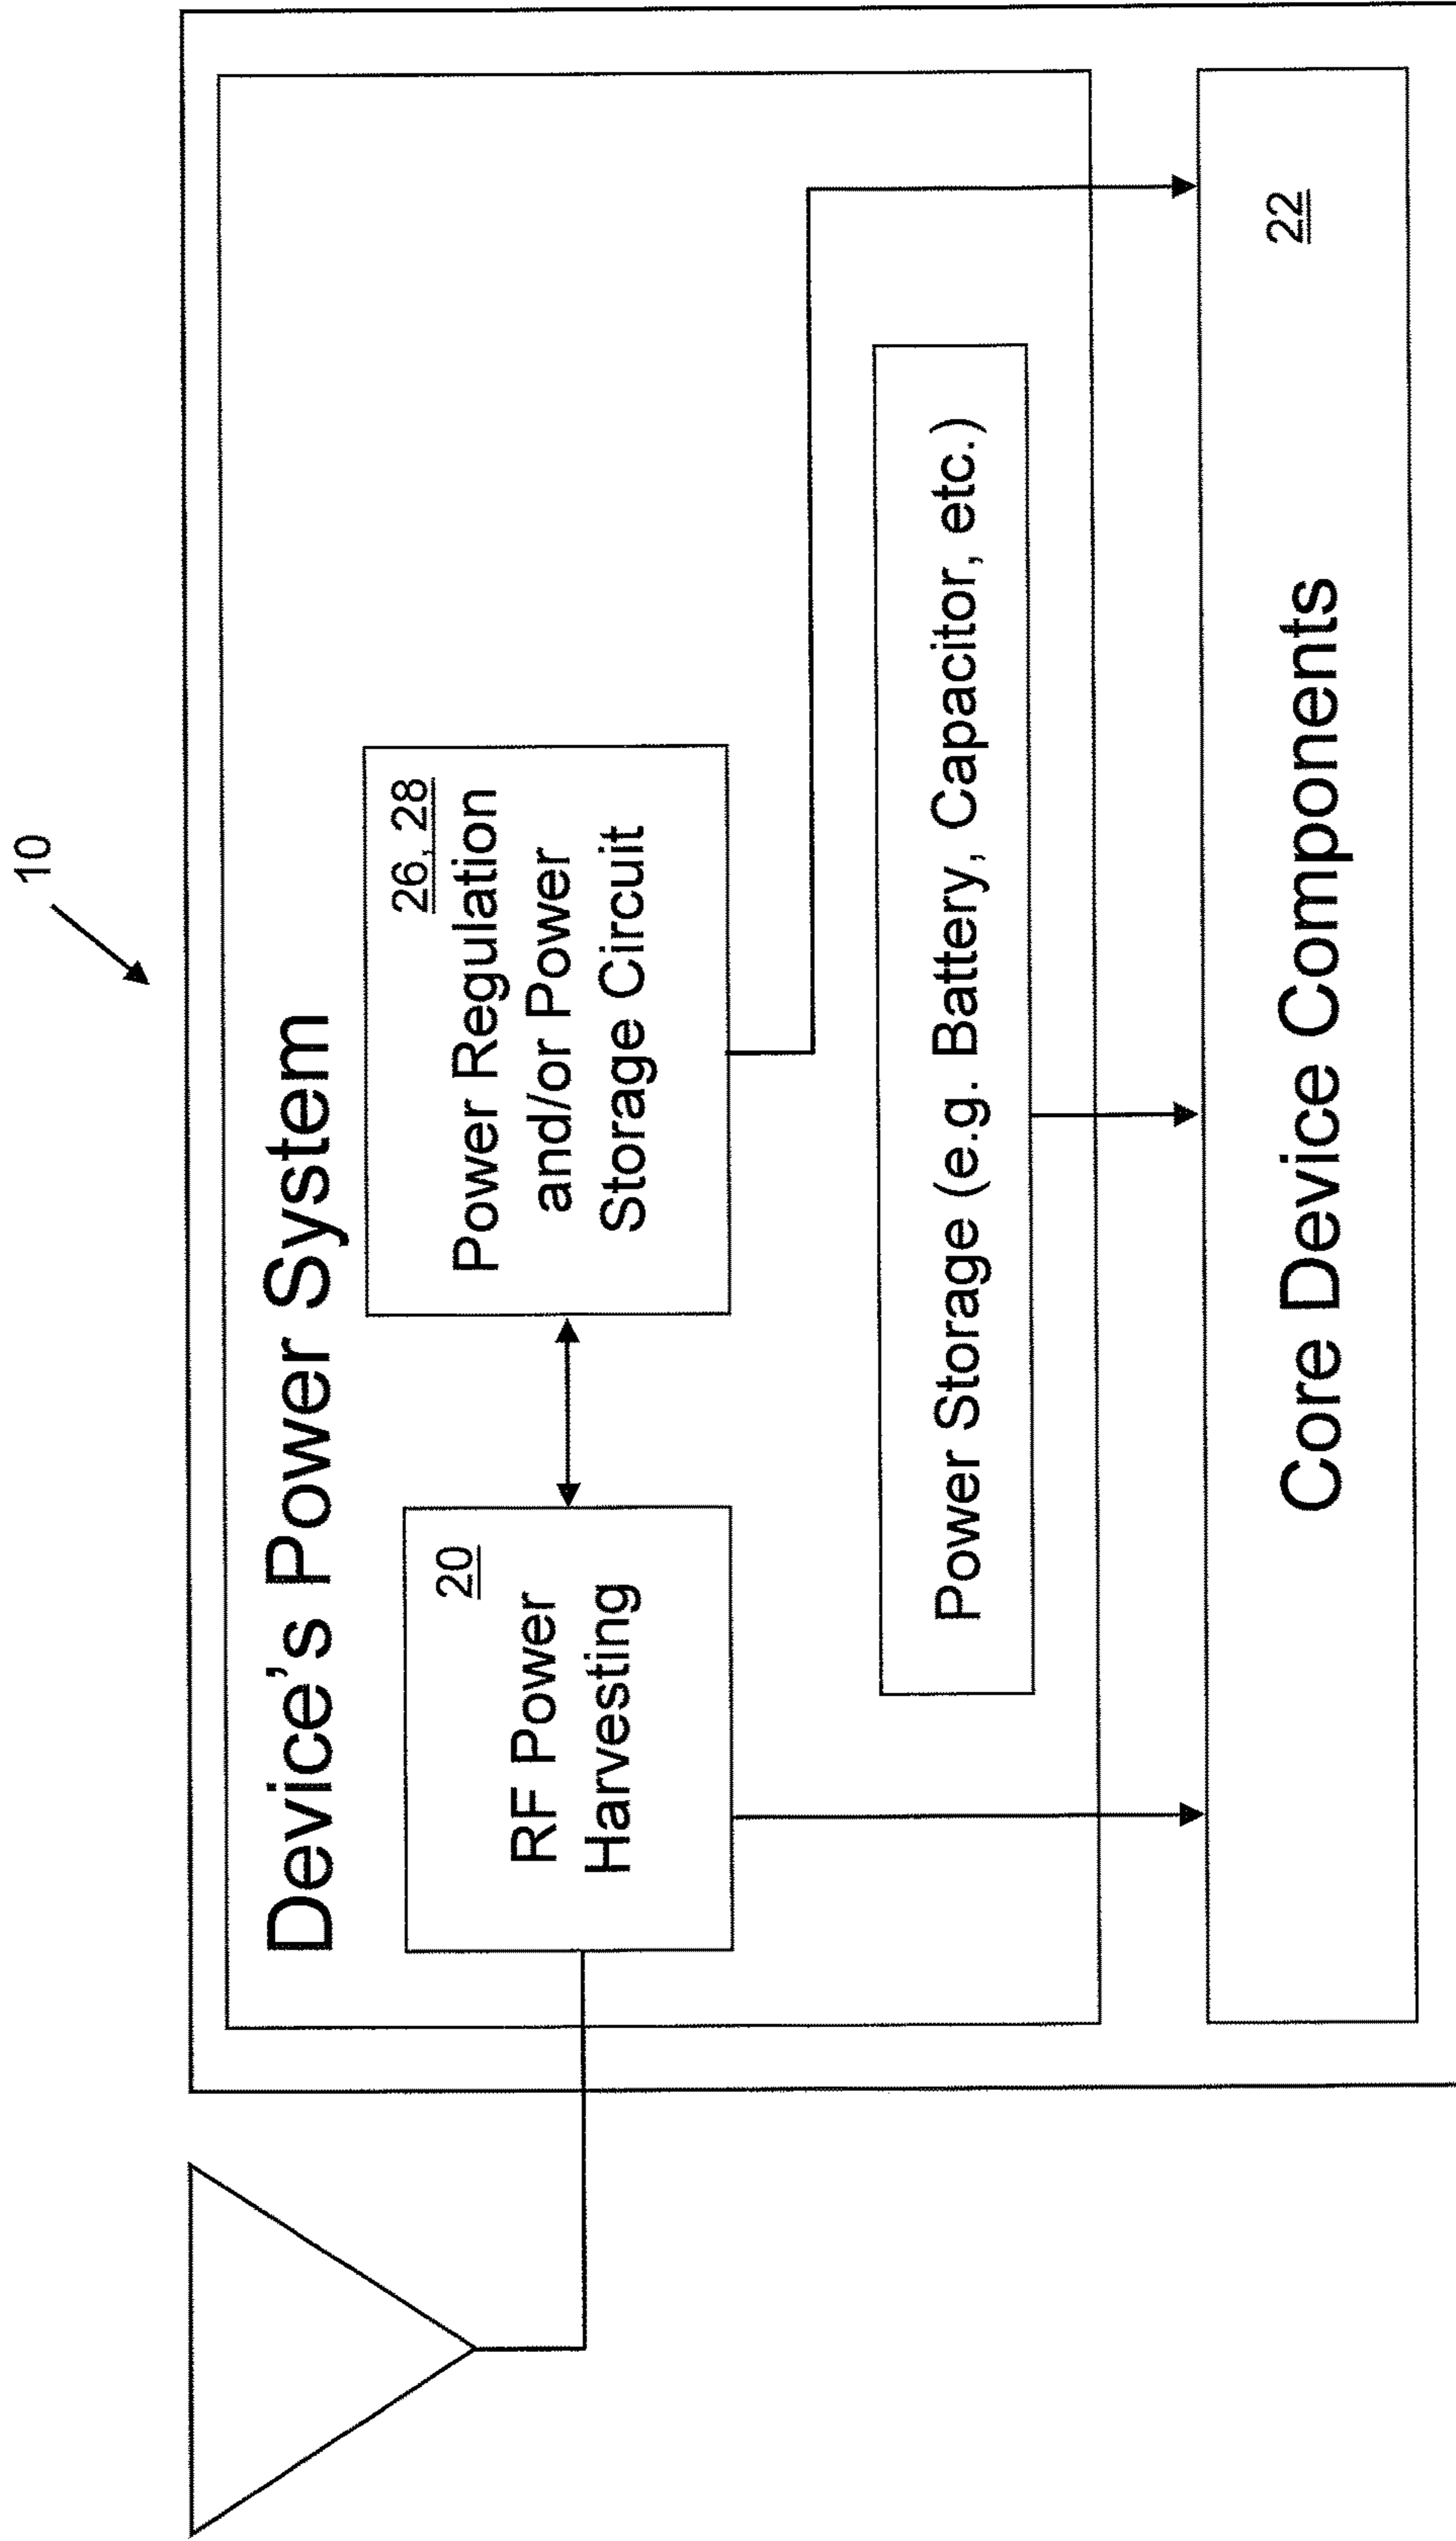 10
Device's Power System
20
RF Power
Harvesting
26, 28
Power Regulation
and/or Power
Storage Circuit
Power Storage (e.g. Battery, Capacitor, etc.)
22
Core Device Components